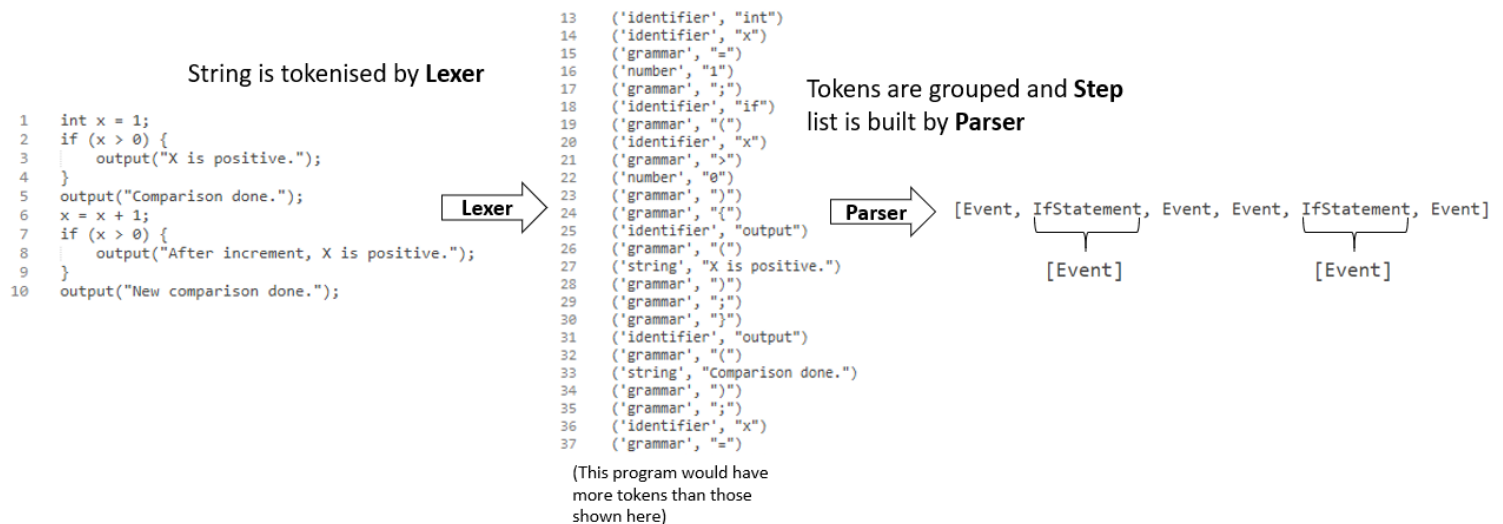 String is tokenised by Lexer
1 int x = 1;
2 if (x > 0) {
3 output("X is positive.");
4 }
5 output("Comparison done.");
6 x = x + 1;
7 if (x > 0) {
8 output("After increment, X is positive.");
9 }
10 output("New comparison done.");
Lexer
13 ('identifier', "int")
14 ('identifier', "x")
15 ('grammar', "=")
16 ('number', "1")
17 ('grammar', ";")
18 ('identifier', "if")
19 ('grammar', "(")
20 ('identifier', "x")
21 ('grammar', ">")
22 ('number', "0")
23 ('grammar', ")")
24 ('grammar', "{")
25 ('identifier', "output")
26 ('grammar', "(")
27 ('string', "X is positive.")
28 ('grammar', ")")
29 ('grammar', ";")
30 ('grammar', "}")
31 ('identifier', "output")
32 ('grammar', "(")
33 ('string', "Comparison done.")
34 ('grammar', ")")
35 ('grammar', ";")
36 ('identifier', "x")
37 ('grammar', "=")
(This program would have
more tokens than those
shown here)
Tokens are grouped and Step
list is built by Parser
Parser
[Event, IfStatement, Event, Event, IfStatement, Event]
[Event]
[Event]